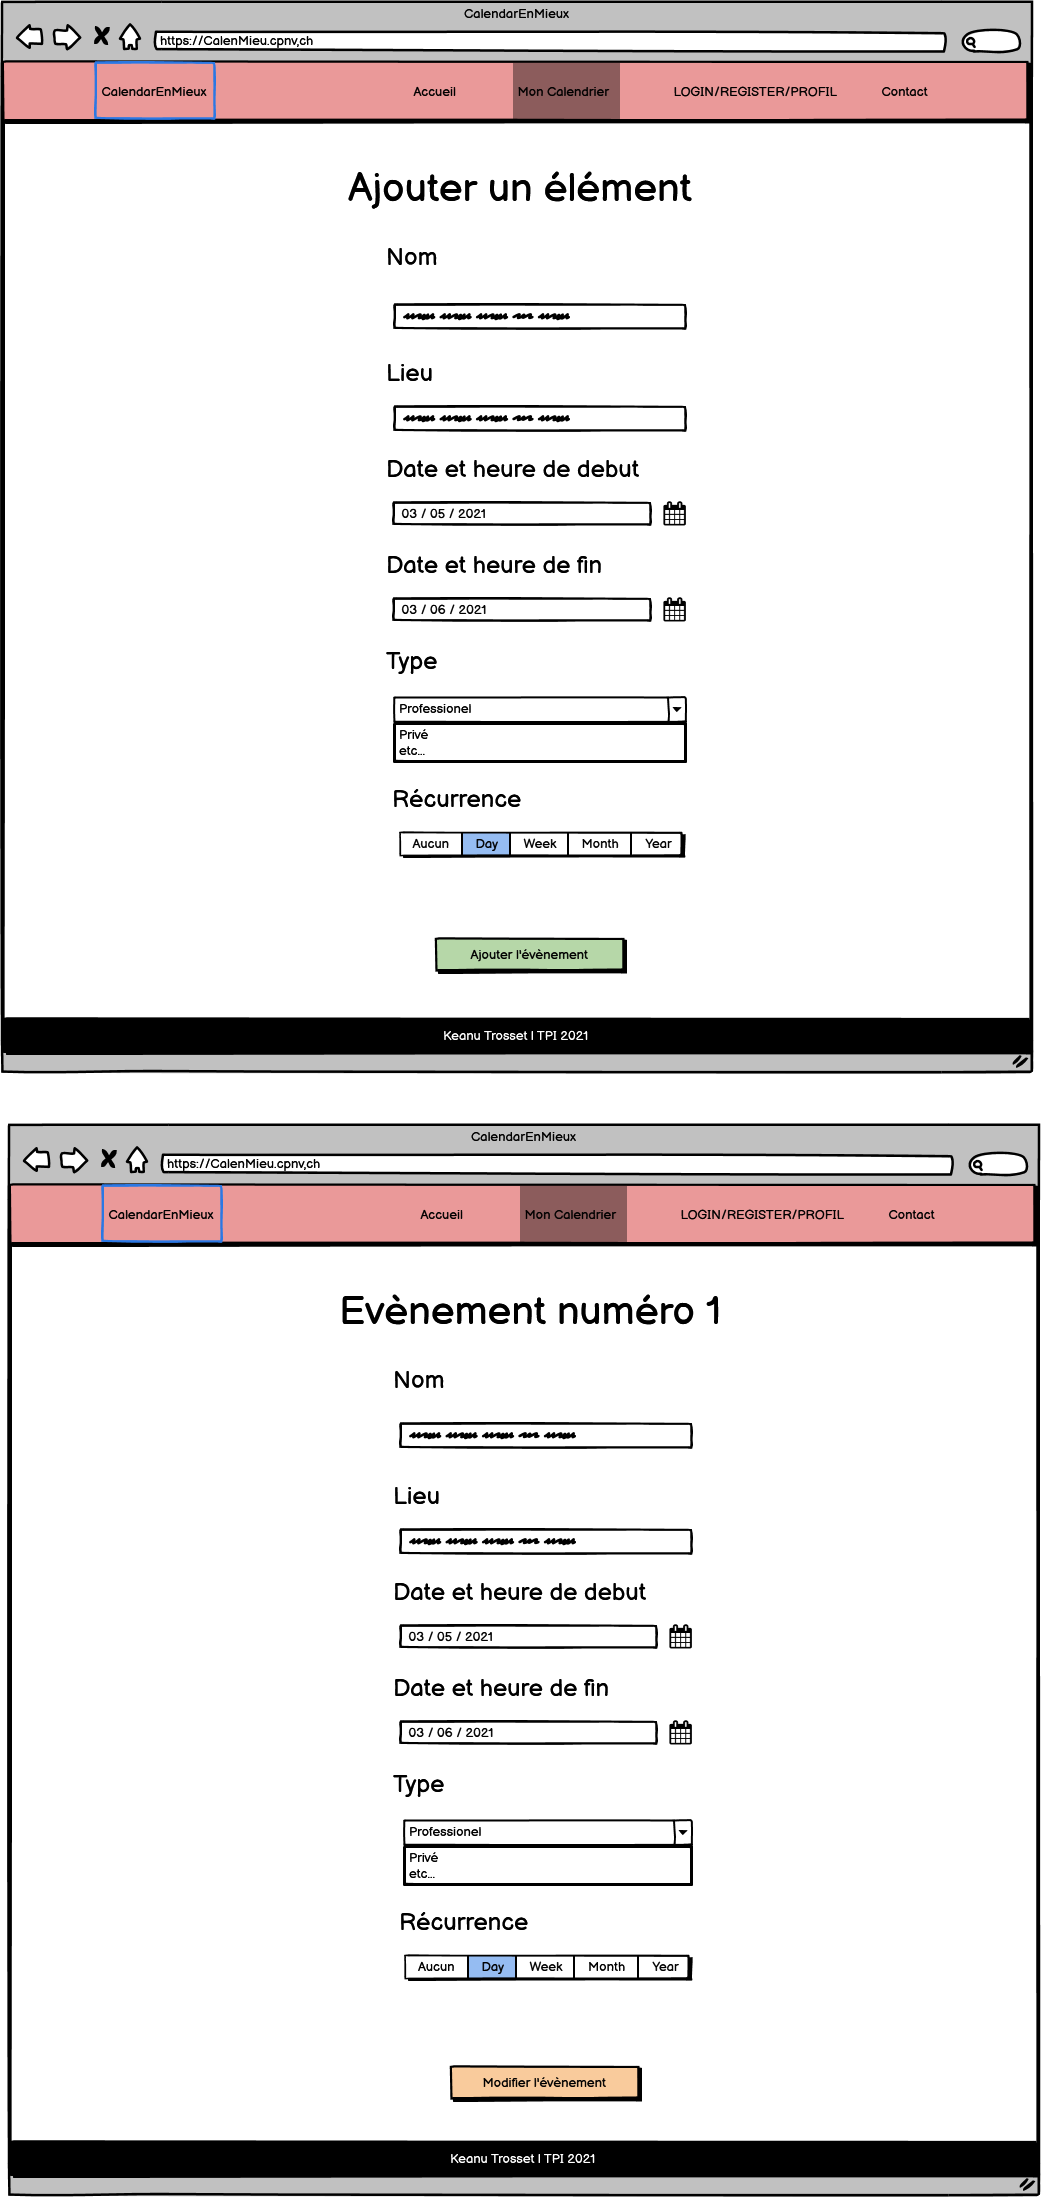 CalendarEnMieux
https://CalenMieu.cpnv,ch
CalendarEnMieux Accueil Mon Calendrier LOGIN/REGISTER/PROFIL Contact
Ajouter un élément
Nom
Lieu
Date et heure de debut
03 / 05 / 2021
Date et heure de fin
03 / 06 / 2021
Type
Professionel
Privé
etc...
Récurrence
Aucun Day Week Month Year
Ajouter l'évènement
Keanu Trosset | TPI 2021
CalendarEnMieux
https://CalenMieu.cpnv,ch
CalendarEnMieux Accueil Mon Calendrier LOGIN/REGISTER/PROFIL Contact
Evènement numéro 1
Nom
Lieu
Date et heure de debut
03 / 05 / 2021
Date et heure de fin
03 / 06 / 2021
Type
Professionel
Privé
etc...
Récurrence
Aucun Day Week Month Year
Modifier l'évènement
Keanu Trosset | TPI 2021